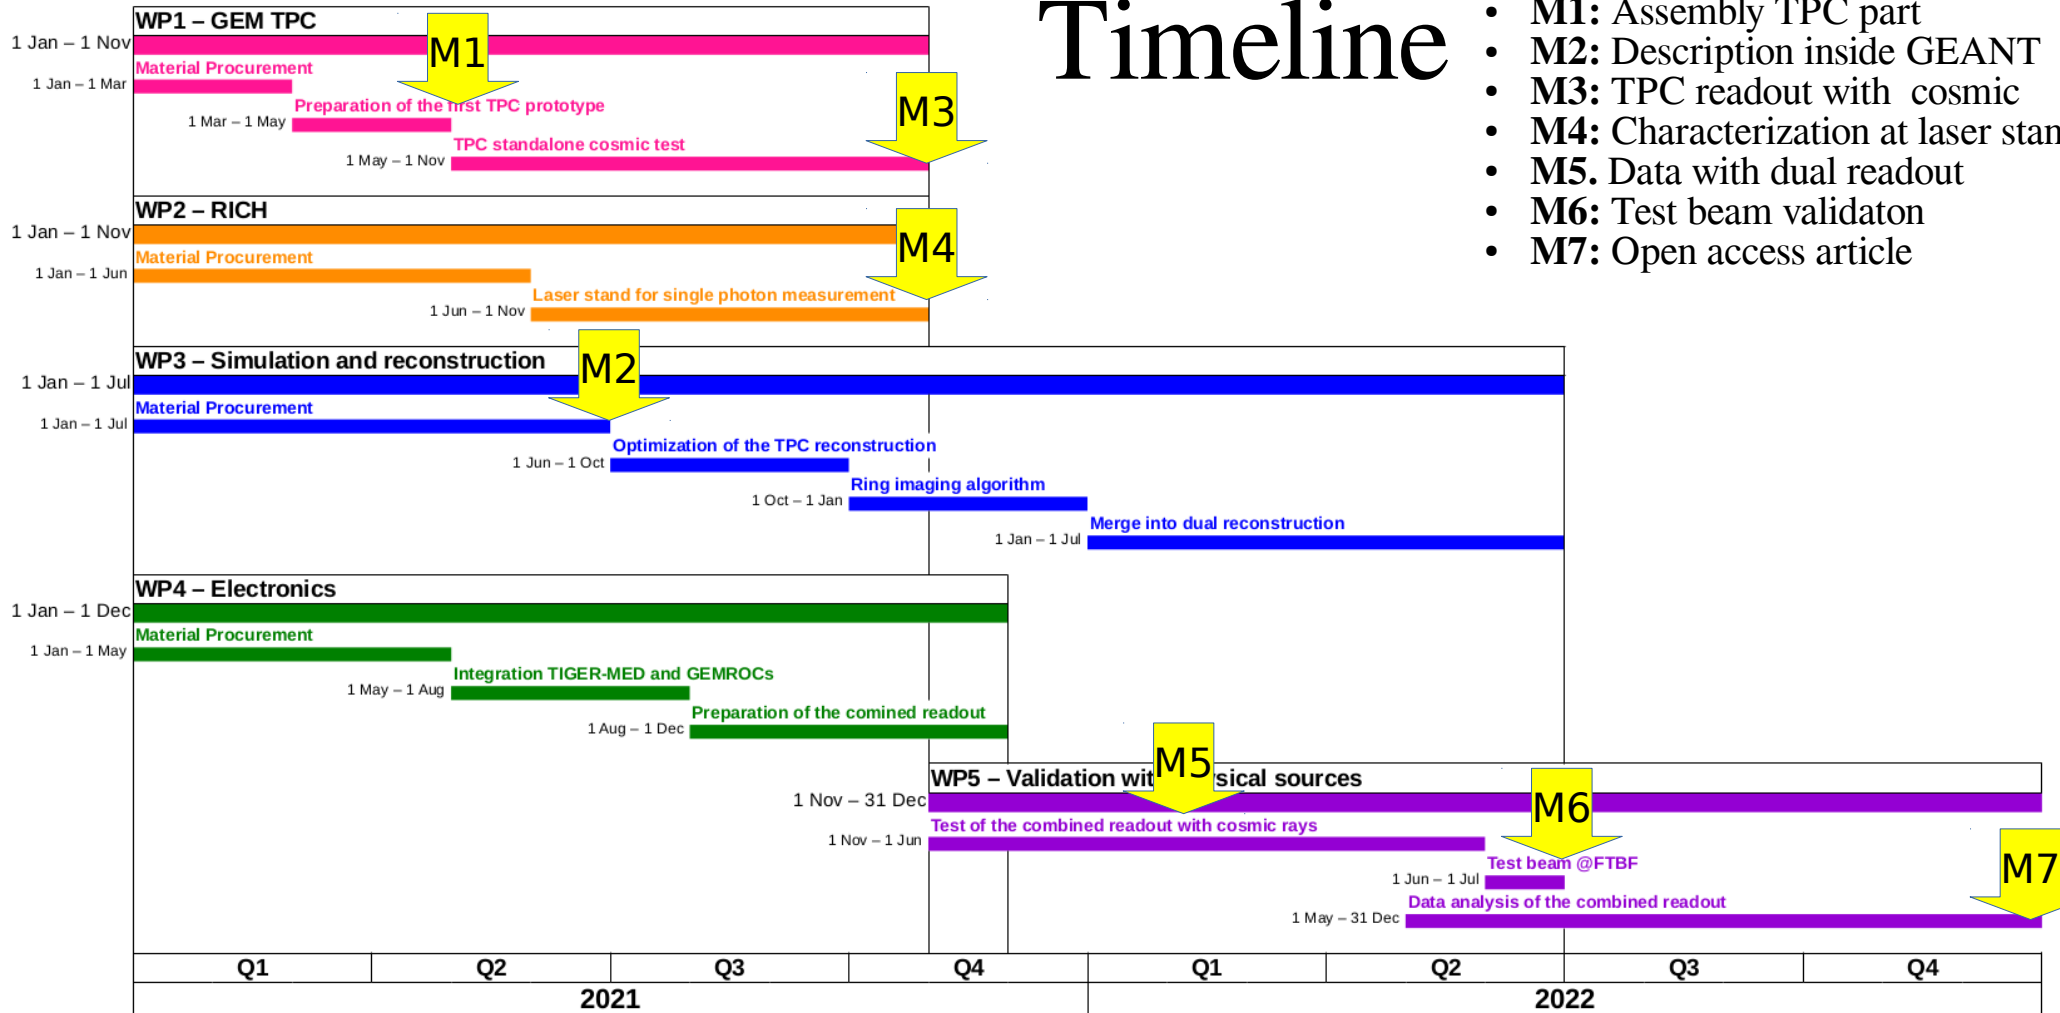 Timeline
• M1: Assembly TPC part
• M2: Description inside GEANT
• M3: TPC readout with cosmic
• M4: Characterization at laser stan
• M5. Data with dual readout
• M6: Test beam validaton
• M7: Open access article
WP1 – GEM TPC
1 Jan – 1 Nov
M1
Material Procurement
1 Jan – 1 Mar
Preparation of the first TPC prototype
1 Mar – 1 May
M3
TPC standalone cosmic test
1 May – 1 Nov
WP2 – RICH
1 Jan – 1 Nov
M4
Material Procurement
1 Jan – 1 Jun
Laser stand for single photon measurement
1 Jun – 1 Nov
WP3 – Simulation and reconstruction
M2
1 Jan – 1 Jul
Material Procurement
1 Jan – 1 Jul
Optimization of the TPC reconstruction
1 Jun – 1 Oct
Ring imaging algorithm
1 Oct – 1 Jan
Merge into dual reconstruction
1 Jan – 1 Jul
WP4 – Electronics
1 Jan – 1 Dec
Material Procurement
1 Jan – 1 May
Integration TIGER-MED and GEMROCs
1 May – 1 Aug
Preparation of the comined readout
1 Aug – 1 Dec
M5
WP5 – Validation wit sical sources
1 Nov – 31 Dec
M6
Test of the combined readout with cosmic rays
1 Nov – 1 Jun
Test beam @FTBF
1 Jun – 1 Jul
M7
Data analysis of the combined readout
1 May – 31 Dec
Q1 Q2 Q3 Q4 Q1 Q2 Q3 Q4
2021 2022